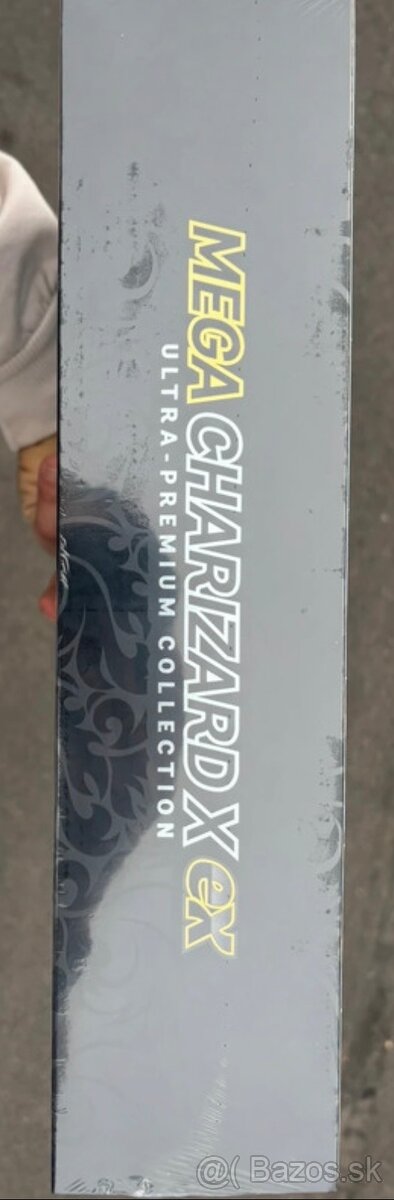 MEGA CHARIZARD X ex
ULTRA-PREMIUM COLLECTION
@( Bazos.sk